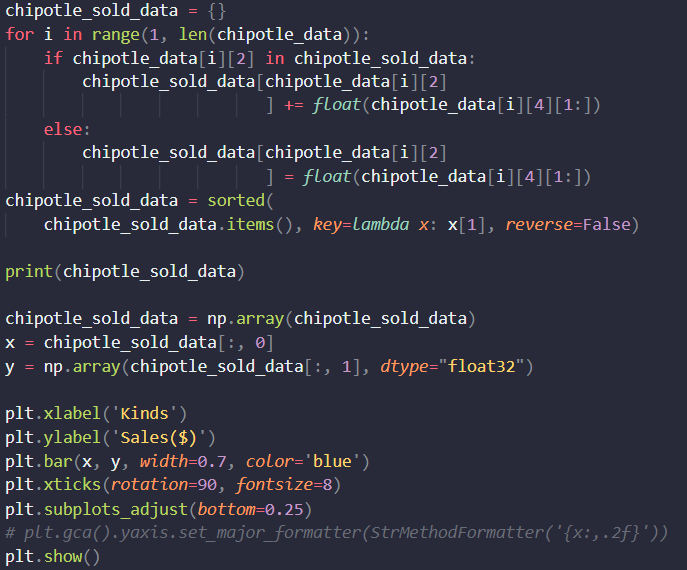 chipotle_sold_data = {}
for i in range(1, len(chipotle_data)):
    if chipotle_data[i][2] in chipotle_sold_data:
        chipotle_sold_data[chipotle_data[i][2]
                           ] += float(chipotle_data[i][4][1:])
    else:
        chipotle_sold_data[chipotle_data[i][2]
                           ] = float(chipotle_data[i][4][1:])
chipotle_sold_data = sorted(
    chipotle_sold_data.items(), key=lambda x: x[1], reverse=False)

print(chipotle_sold_data)

chipotle_sold_data = np.array(chipotle_sold_data)
x = chipotle_sold_data[:, 0]
y = np.array(chipotle_sold_data[:, 1], dtype="float32")

plt.xlabel('Kinds')
plt.ylabel('Sales($)')
plt.bar(x, y, width=0.7, color='blue')
plt.xticks(rotation=90, fontsize=8)
plt.subplots_adjust(bottom=0.25)
# plt.gca().yaxis.set_major_formatter(StrMethodFormatter('{x:,.2f}'))
plt.show()